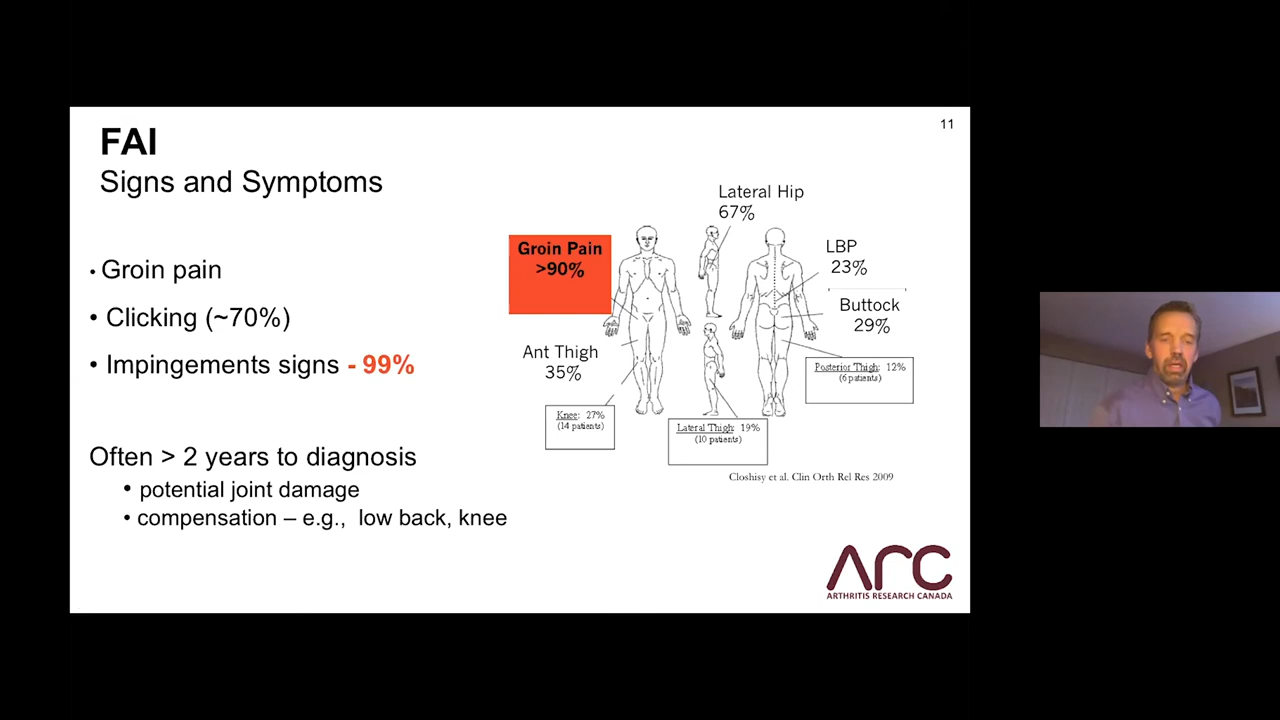 11
FAI
Signs and Symptoms
• Groin pain
• Clicking (~70%)
• Impingements signs - 99%
Often > 2 years to diagnosis
• potential joint damage
• compensation – e.g., low back, knee
Lateral Hip
67%
Groin Pain
>90%
LBP
23%
Buttock
29%
Ant Thigh
35%
Posterior Thigh: 12%
(6 patients)
Knee: 27%
(14 patients)
Lateral Thigh: 19%
(10 patients)
Closhisy et al. Clin Orth Rel Res 2009
ARC
ARTHRITIS RESEARCH CANADA